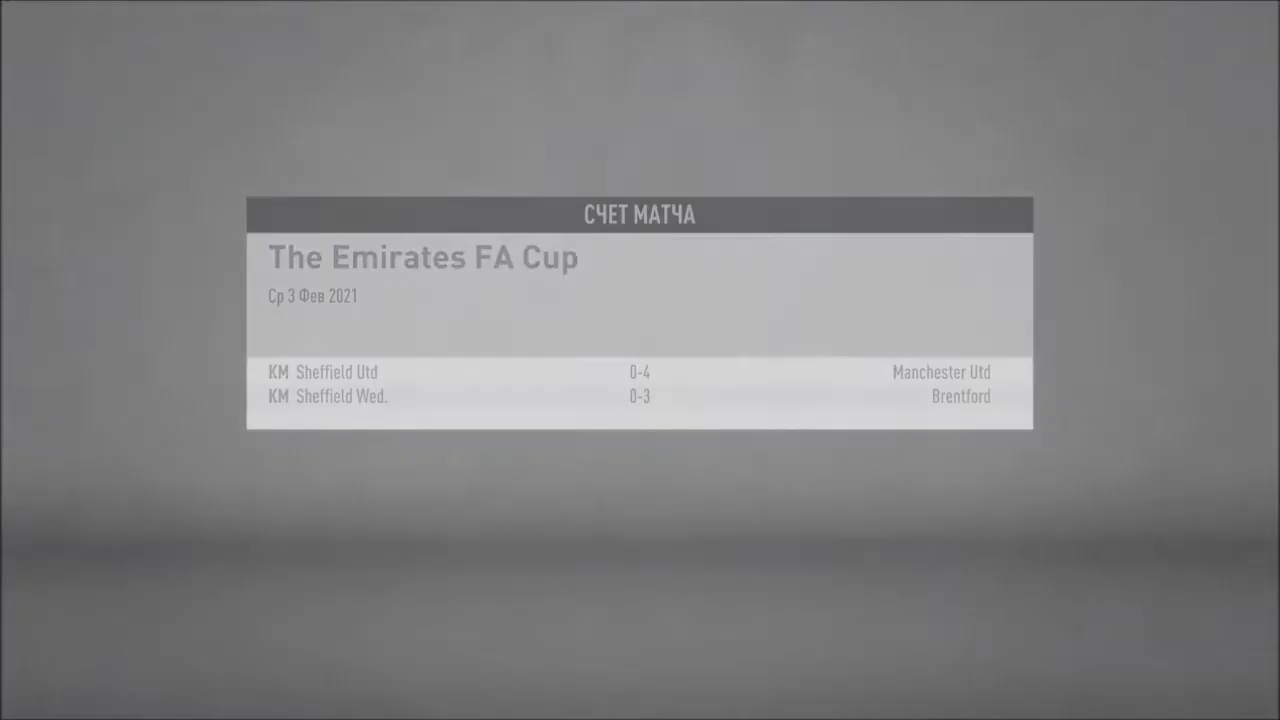 СЧЕТ МАТЧА
The Emirates FA Cup
Ср 3 Фев 2021
КМ Sheffield Utd 0-4 Manchester Utd
КМ Sheffield Wed. 0-3 Brentford